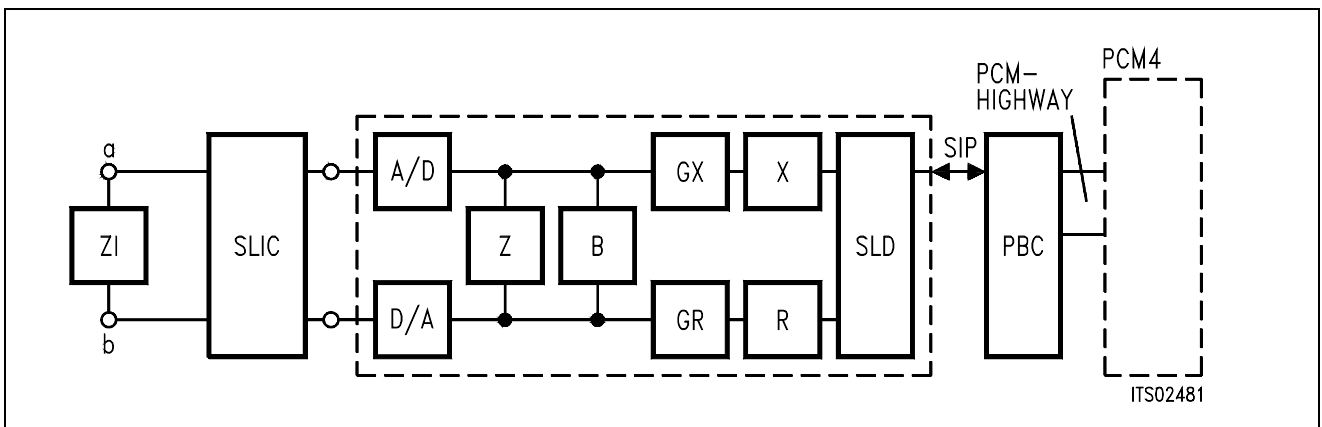 PCM4
PCM-
HIGHWAY
a
A/D
GX
X
SIP
ZI
SLIC
Z
B
SLD
PBC
D/A
GR
R
b
ITS02481